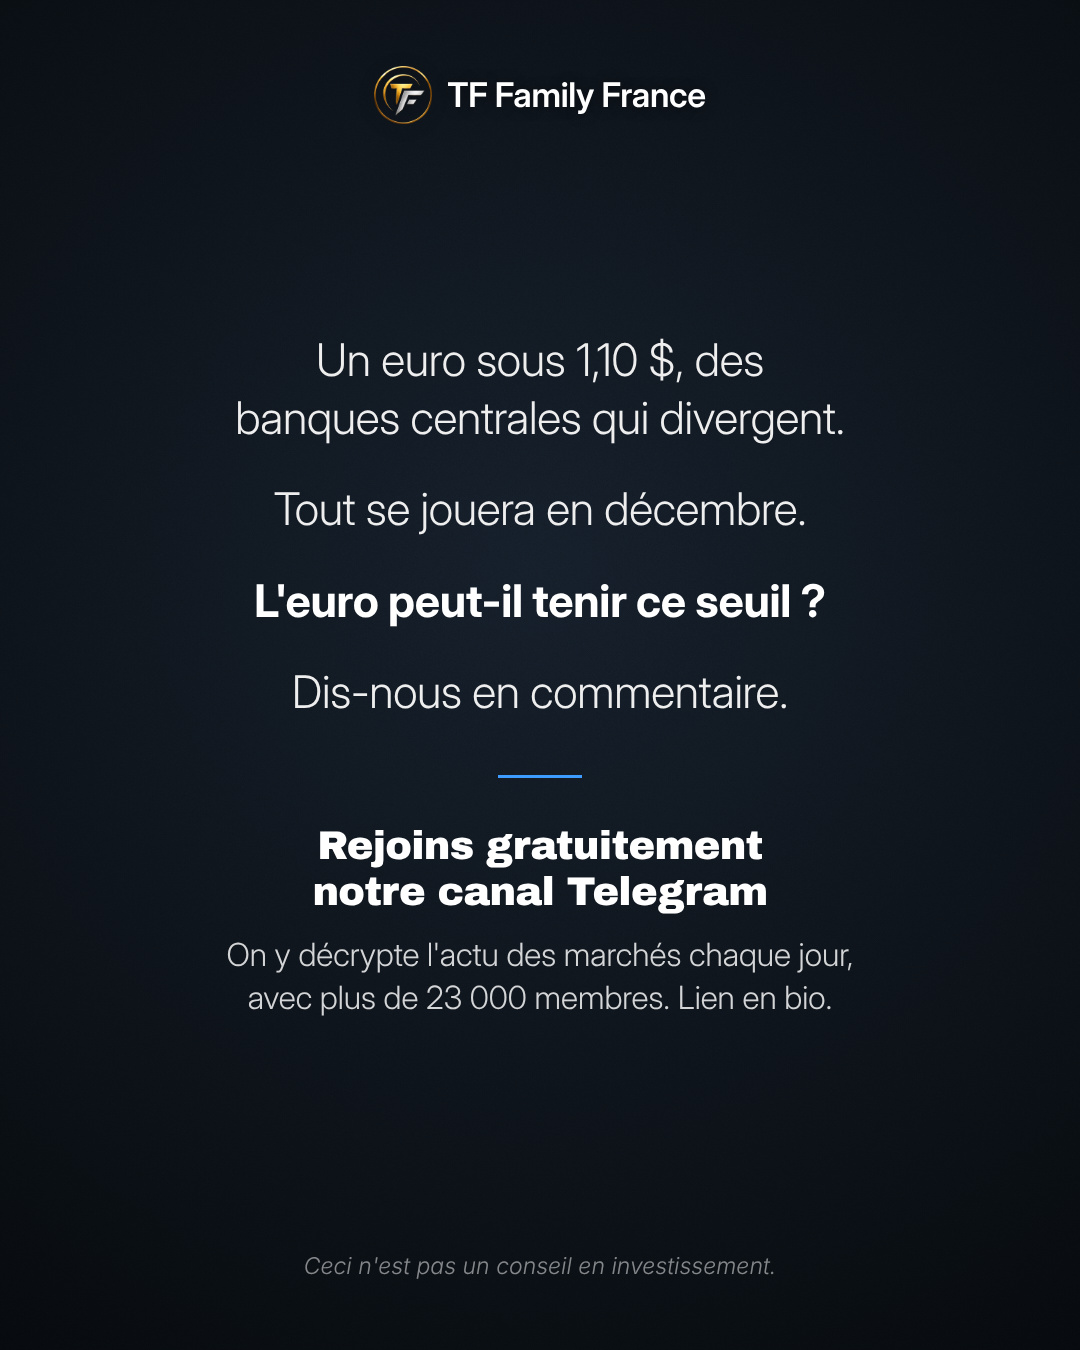 TF TF Family France
Un euro sous 1,10 $, des
banques centrales qui divergent.
Tout se jouera en décembre.
L'euro peut-il tenir ce seuil ?
Dis-nous en commentaire.
Rejoins gratuitement
notre canal Telegram
On y décrypte l'actu des marchés chaque jour,
avec plus de 23 000 membres. Lien en bio.
Ceci n'est pas un conseil en investissement.